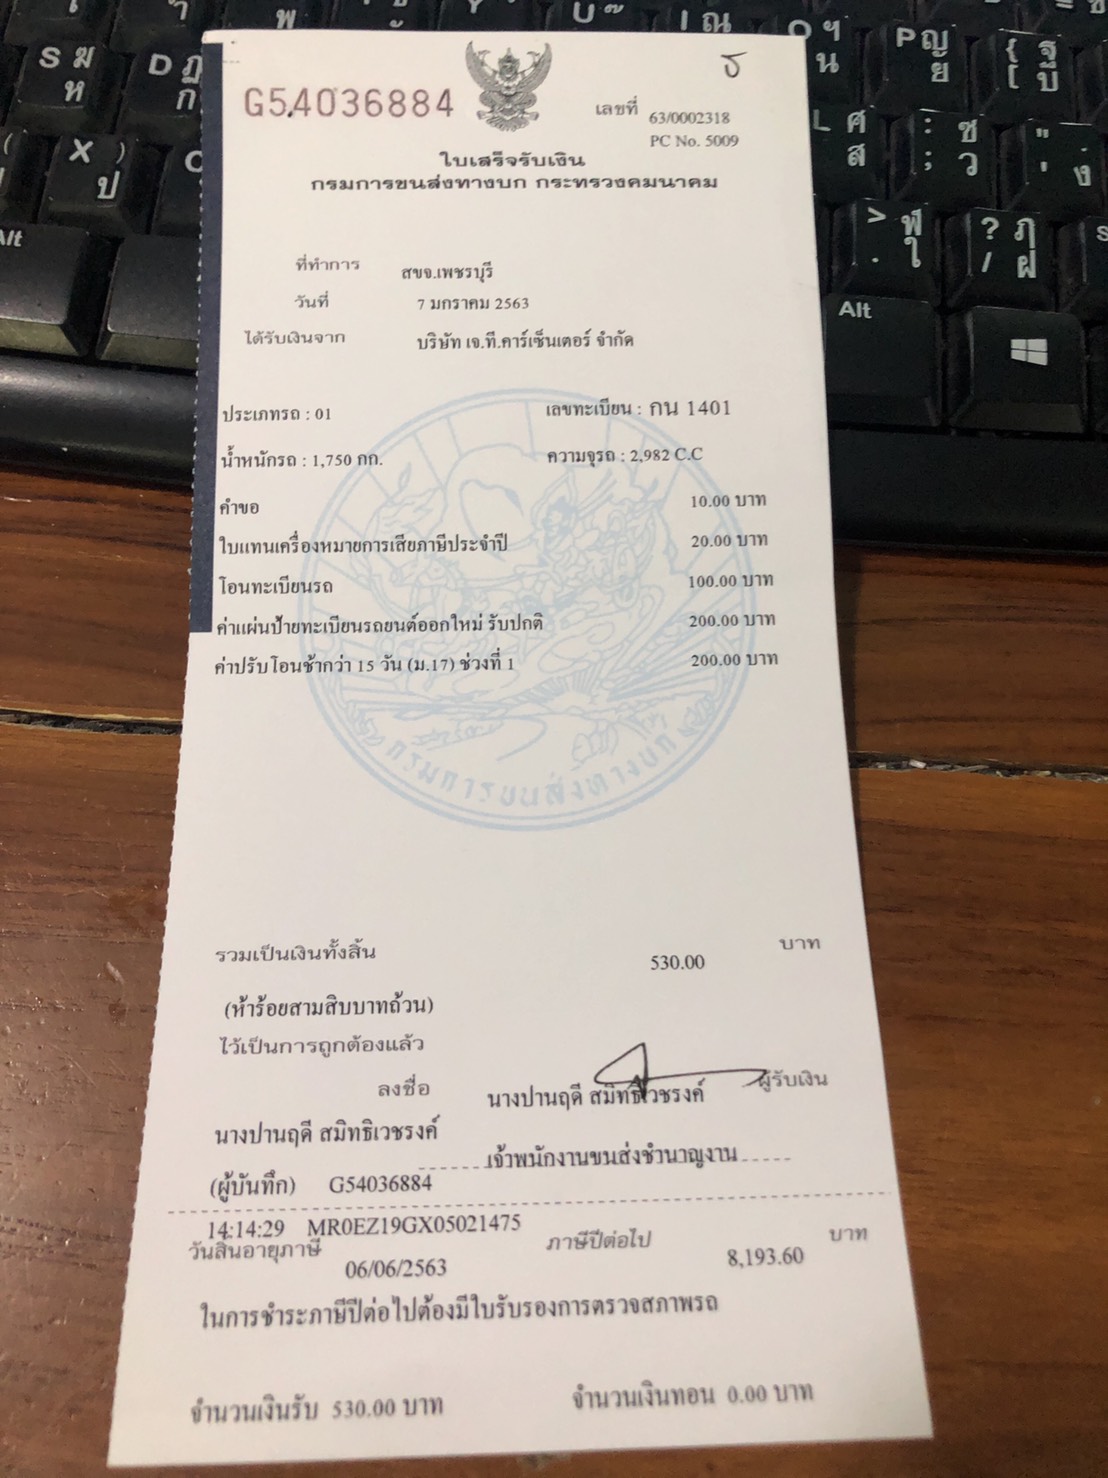 G54036884
เลขที่ 63/0002318
PC No. 5009
ใบเสร็จรับเงิน
กรมการขนส่งทางบก กระทรวงคมนาคม
ที่ทำการ สขจ.เพชรบุรี
วันที่ 7 มกราคม 2563
ได้รับเงินจาก บริษัท เจ.ที.คาร์เซ็นเตอร์ จำกัด
ประเภทรถ : 01 เลขทะเบียน : กน 1401
น้ำหนักรถ : 1,750 กก. ความจุรถ : 2,982 C.C
คำขอ 10.00 บาท
ใบแทนเครื่องหมายการเสียภาษีประจำปี 20.00 บาท
โอนทะเบียนรถ 100.00 บาท
ค่าแผ่นป้ายทะเบียนรถยนต์ออกใหม่ รับปกติ 200.00 บาท
ค่าปรับโอนช้ากว่า 15 วัน (ม.17) ช่วงที่ 1 200.00 บาท
กรมการขนส่งทางบก
รวมเป็นเงินทั้งสิ้น 530.00 บาท
(ห้าร้อยสามสิบบาทถ้วน)
ไว้เป็นการถูกต้องแล้ว
ลงชื่อ นางปานฤดี สมิทธิเวชรงค์ ผู้รับเงิน
นางปานฤดี สมิทธิเวชรงค์
เจ้าพนักงานขนส่งชำนาญงาน
(ผู้บันทึก) G54036884
14:14:29 MR0EZ19GX05021475
วันสิ้นอายุภาษี 06/06/2563 ภาษีปีต่อไป 8,193.60 บาท
ในการชำระภาษีปีต่อไปต้องมีใบรับรองการตรวจสภาพรถ
จำนวนเงินรับ 530.00 บาท จำนวนเงินทอน 0.00 บาท